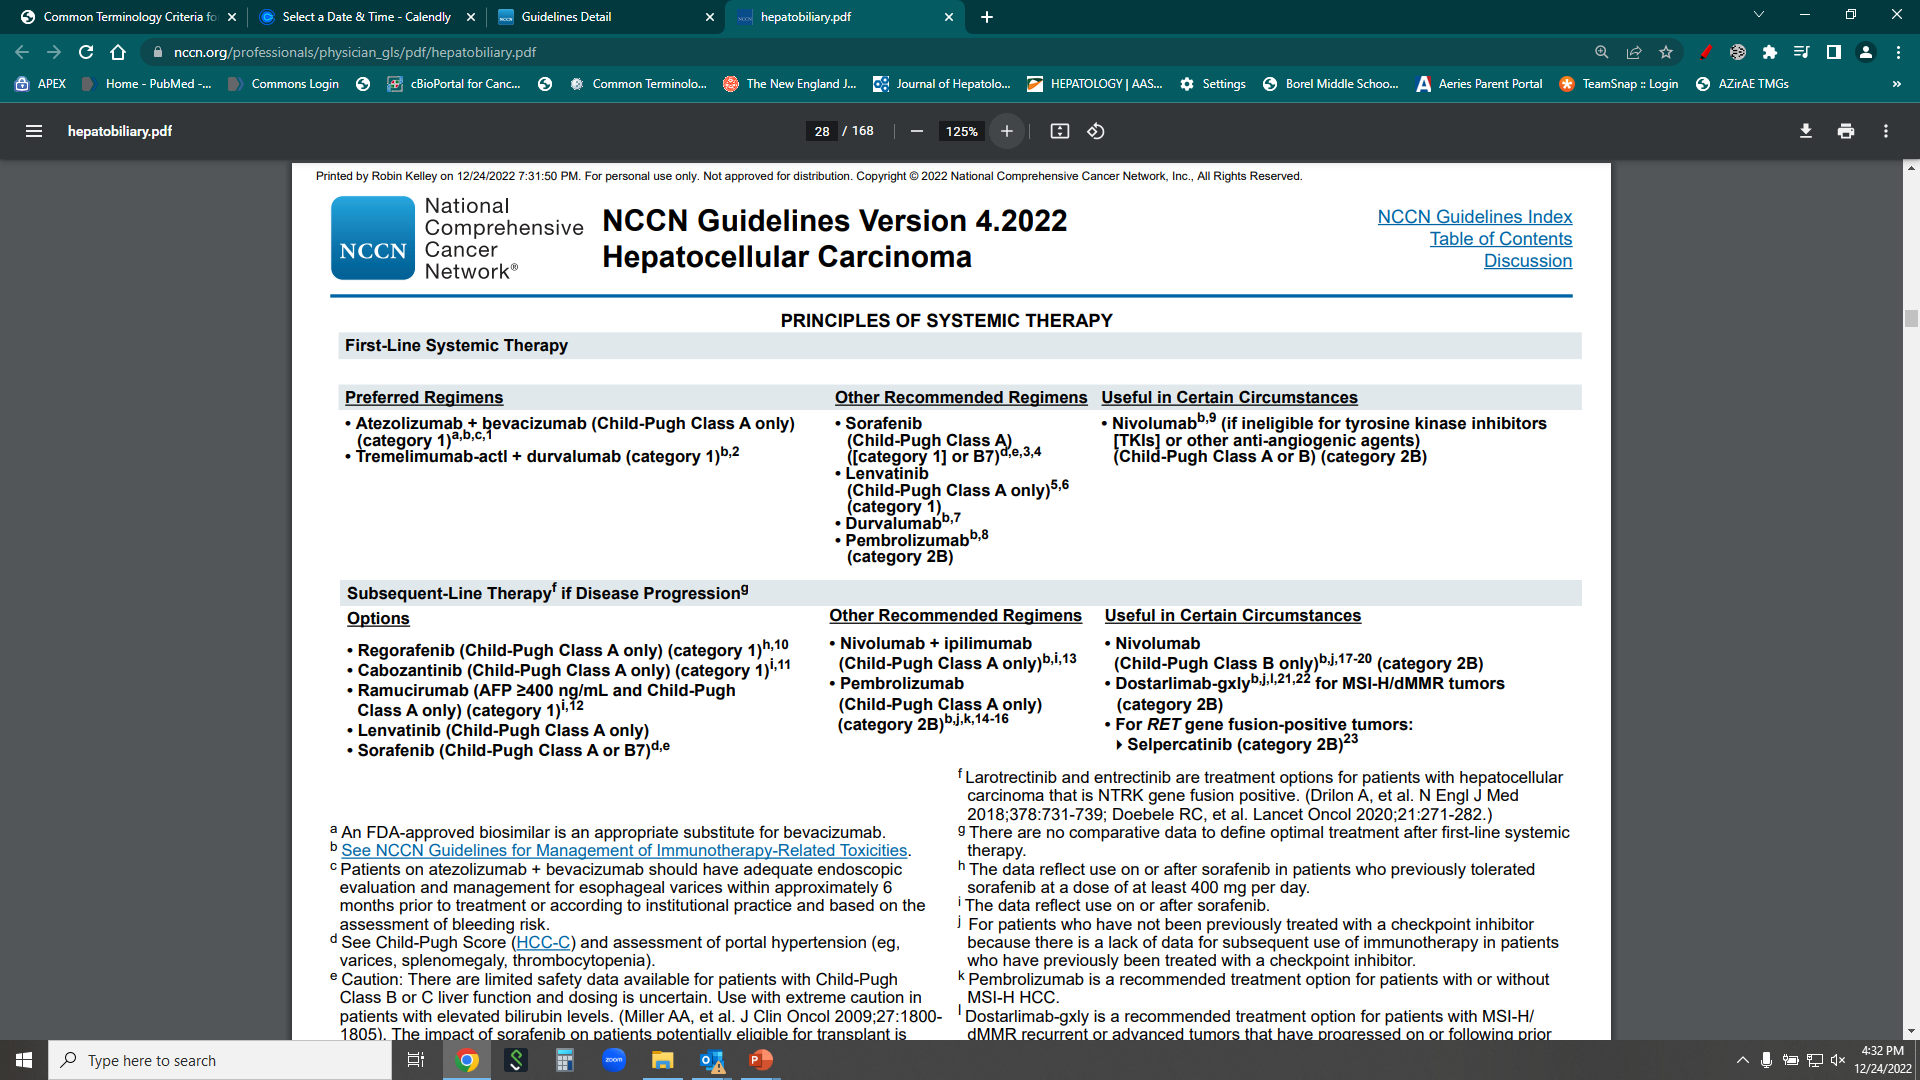 Common Terminology Criteria fo
Select a Date & Time - Calendly
Guidelines Detail
hepatobiliary.pdf
nccn.org/professionals/physician_gls/pdf/hepatobiliary.pdf
APEX
Home - PubMed -...
Commons Login
cBioPortal for Canc...
Common Terminolo...
The New England J...
Journal of Hepatolo...
HEPATOLOGY | AAS...
Settings
Borel Middle Schoo...
Aeries Parent Portal
TeamSnap :: Login
AZirAE TMGs
»
hepatobiliary.pdf
28 / 168
125%
Printed by Robin Kelley on 12/24/2022 7:31:50 PM. For personal use only. Not approved for distribution. Copyright © 2022 National Comprehensive Cancer Network, Inc., All Rights Reserved.
NCCN
National
Comprehensive
Cancer
Network®
NCCN Guidelines Version 4.2022
Hepatocellular Carcinoma
NCCN Guidelines Index
Table of Contents
Discussion
PRINCIPLES OF SYSTEMIC THERAPY
First-Line Systemic Therapy
Preferred Regimens
• Atezolizumab + bevacizumab (Child-Pugh Class A only)
(category 1)a,b,c,1
• Tremelimumab-actl + durvalumab (category 1)b,2
Other Recommended Regimens
• Sorafenib
(Child-Pugh Class A)
([category 1] or B7)d,e,3,4
• Lenvatinib
(Child-Pugh Class A only)5,6
(category 1)
• Durvalumabb,7
• Pembrolizumabb,8
(category 2B)
Useful in Certain Circumstances
• Nivolumabb,9 (if ineligible for tyrosine kinase inhibitors
[TKIs] or other anti-angiogenic agents)
(Child-Pugh Class A or B) (category 2B)
Subsequent-Line Therapyf if Disease Progressiong
Options
• Regorafenib (Child-Pugh Class A only) (category 1)h,10
• Cabozantinib (Child-Pugh Class A only) (category 1)i,11
• Ramucirumab (AFP ≥400 ng/mL and Child-Pugh
Class A only) (category 1)i,12
• Lenvatinib (Child-Pugh Class A only)
• Sorafenib (Child-Pugh Class A or B7)d,e
Other Recommended Regimens
• Nivolumab + ipilimumab
(Child-Pugh Class A only)b,i,13
• Pembrolizumab
(Child-Pugh Class A only)
(category 2B)b,j,k,14-16
Useful in Certain Circumstances
• Nivolumab
(Child-Pugh Class B only)b,j,17-20 (category 2B)
• Dostarlimab-gxlyb,j,l,21,22 for MSI-H/dMMR tumors
(category 2B)
• For RET gene fusion-positive tumors:
Selpercatinib (category 2B)23
a An FDA-approved biosimilar is an appropriate substitute for bevacizumab.
b See NCCN Guidelines for Management of Immunotherapy-Related Toxicities.
c Patients on atezolizumab + bevacizumab should have adequate endoscopic
evaluation and management for esophageal varices within approximately 6
months prior to treatment or according to institutional practice and based on the
assessment of bleeding risk.
d See Child-Pugh Score (HCC-C) and assessment of portal hypertension (eg,
varices, splenomegaly, thrombocytopenia).
e Caution: There are limited safety data available for patients with Child-Pugh
Class B or C liver function and dosing is uncertain. Use with extreme caution in
patients with elevated bilirubin levels. (Miller AA, et al. J Clin Oncol 2009;27:1800-
1805). The impact of sorafenib on patients potentially eligible for transplant is
f Larotrectinib and entrectinib are treatment options for patients with hepatocellular
carcinoma that is NTRK gene fusion positive. (Drilon A, et al. N Engl J Med
2018;378:731-739; Doebele RC, et al. Lancet Oncol 2020;21:271-282.)
g There are no comparative data to define optimal treatment after first-line systemic
therapy.
h The data reflect use on or after sorafenib in patients who previously tolerated
sorafenib at a dose of at least 400 mg per day.
i The data reflect use on or after sorafenib.
j For patients who have not been previously treated with a checkpoint inhibitor
because there is a lack of data for subsequent use of immunotherapy in patients
who have previously been treated with a checkpoint inhibitor.
k Pembrolizumab is a recommended treatment option for patients with or without
MSI-H HCC.
l Dostarlimab-gxly is a recommended treatment option for patients with MSI-H/
dMMR recurrent or advanced tumors that have progressed on or following prior
Type here to search
zoom
4:32 PM
12/24/2022